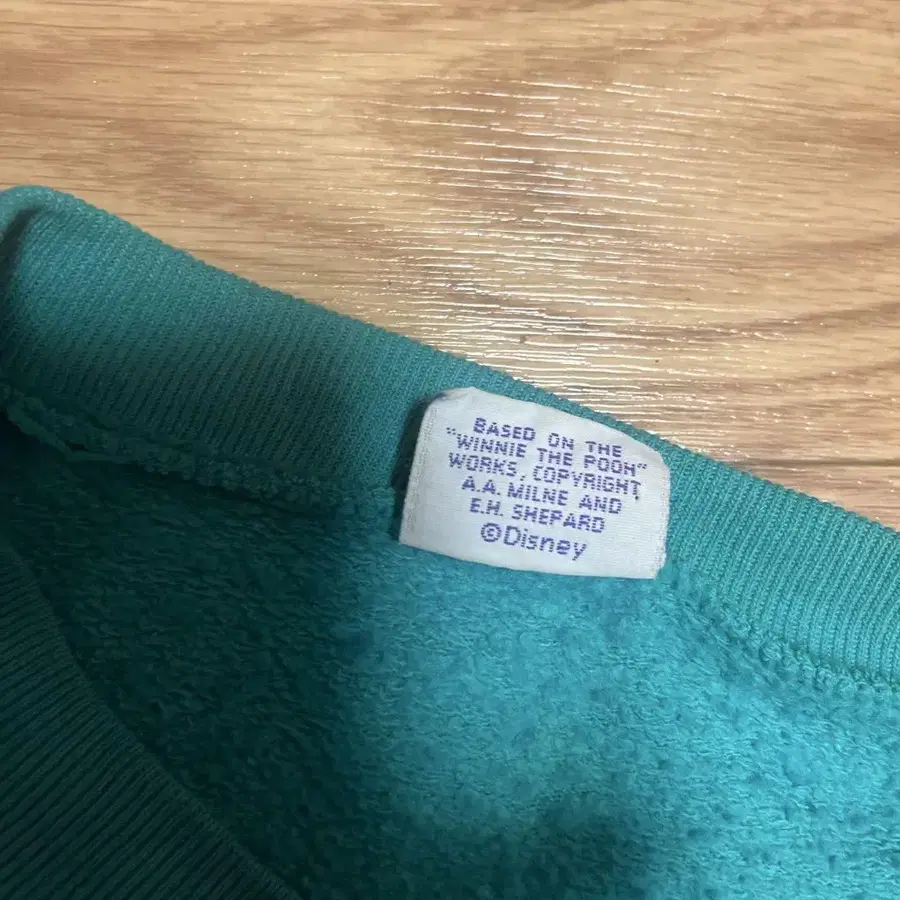 BASED ON THE
"WINNIE THE POOH"
WORKS, COPYRIGHT,
A.A. MILNE AND
E.H. SHEPARD
©Disney